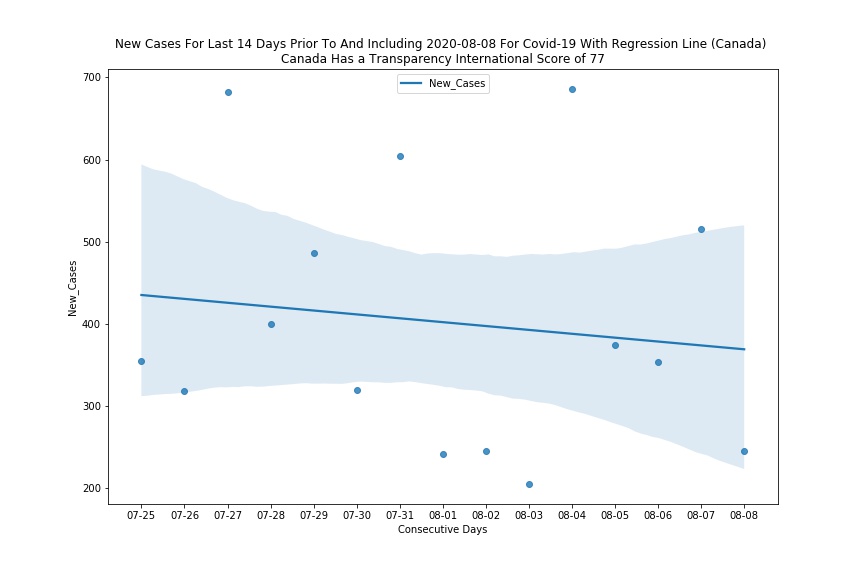 New Cases For Last 14 Days Prior To And Including 2020-08-08 For Covid-19 With Regression Line (Canada)
Canada Has a Transparency International Score of 77
New_Cases
700
600
500
400
300
200
New_Cases
07-25 07-26 07-27 07-28 07-29 07-30 07-31 08-01 08-02 08-03 08-04 08-05 08-06 08-07 08-08
Consecutive Days